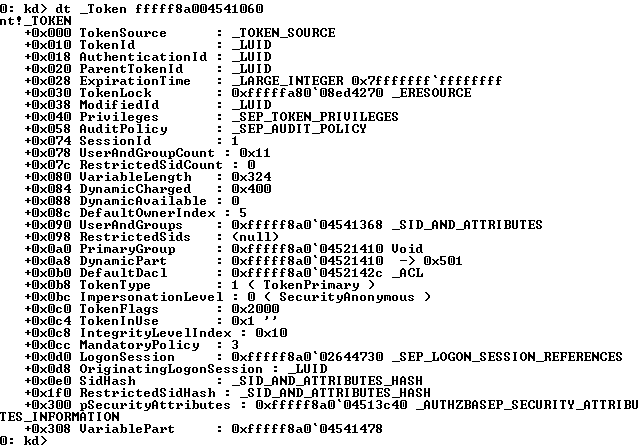 0: kd> dt _Token fffff8a004541060
nt!_TOKEN
   +0x000 TokenSource      : _TOKEN_SOURCE
   +0x010 TokenId          : _LUID
   +0x018 AuthenticationId : _LUID
   +0x020 ParentTokenId    : _LUID
   +0x028 ExpirationTime   : _LARGE_INTEGER 0x7fffffff`ffffffff
   +0x030 TokenLock        : 0xfffffa80`08ed4270 _ERESOURCE
   +0x038 ModifiedId       : _LUID
   +0x040 Privileges       : _SEP_TOKEN_PRIVILEGES
   +0x058 AuditPolicy      : _SEP_AUDIT_POLICY
   +0x074 SessionId        : 1
   +0x078 UserAndGroupCount : 0x11
   +0x07c RestrictedSidCount : 0
   +0x080 VariableLength   : 0x324
   +0x084 DynamicCharged   : 0x400
   +0x088 DynamicAvailable : 0
   +0x08c DefaultOwnerIndex : 5
   +0x090 UserAndGroups    : 0xfffff8a0`04541368 _SID_AND_ATTRIBUTES
   +0x098 RestrictedSids   : (null)
   +0x0a0 PrimaryGroup     : 0xfffff8a0`04521410 Void
   +0x0a8 DynamicPart      : 0xfffff8a0`04521410  -> 0x501
   +0x0b0 DefaultDacl      : 0xfffff8a0`0452142c _ACL
   +0x0b8 TokenType        : 1 ( TokenPrimary )
   +0x0bc ImpersonationLevel : 0 ( SecurityAnonymous )
   +0x0c0 TokenFlags       : 0x2000
   +0x0c4 TokenInUse       : 0x1 ''
   +0x0c8 IntegrityLevelIndex : 0x10
   +0x0cc MandatoryPolicy  : 3
   +0x0d0 LogonSession     : 0xfffff8a0`02644730 _SEP_LOGON_SESSION_REFERENCES
   +0x0d8 OriginatingLogonSession : _LUID
   +0x0e0 SidHash          : _SID_AND_ATTRIBUTES_HASH
   +0x1f0 RestrictedSidHash : _SID_AND_ATTRIBUTES_HASH
   +0x300 pSecurityAttributes : 0xfffff8a0`04513c40 _AUTHZBASEP_SECURITY_ATTRIBU
TES_INFORMATION
   +0x308 VariablePart     : 0xfffff8a0`04541478
0: kd>